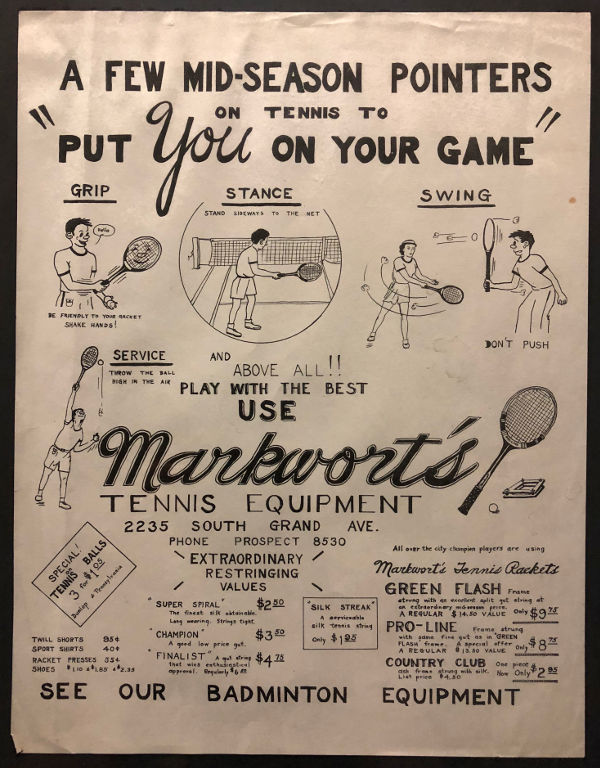 A FEW MID-SEASON POINTERS
ON TENNIS TO
"PUT You ON YOUR GAME"
GRIP
Hello
BE FRIENDLY TO YOUR RACKET
SHAKE HANDS!
STANCE
STAND SIDEWAYS TO THE NET
SWING
DON'T PUSH
SERVICE
THROW THE BALL
HIGH IN THE AIR
AND
ABOVE ALL!!
PLAY WITH THE BEST
USE
Markwort's
TENNIS EQUIPMENT
2235 SOUTH GRAND AVE.
PHONE PROSPECT 8530
SPECIAL!
TENNIS BALLS
3 for $1.05
Dunlop Pennsylvania
TWILL SHORTS 95¢
SPORT SHIRTS 40¢
RACKET PRESSES 35¢
SHOES $1.10 $1.85 $2.35
EXTRAORDINARY
RESTRINGING
VALUES
"SUPER SPIRAL" $2.50
The finest silk obtainable.
Long wearing. Strings tight.
"CHAMPION" $3.50
A good low price gut.
"FINALIST" A gut string $4.75
that wins enthusiastical
approval. Regularly
"SILK STREAK"
A serviceable
silk tennis string
Only $1.95
All over the city champion players are using
Markwort's Tennis Rackets
GREEN FLASH Frame
strung with an excellent split gut string at
an extraordinary mid-season price.
A REGULAR $14.50 VALUE Only $9.75
PRO-LINE Frame strung
with same fine gut as in "GREEN
FLASH" frame. A special offer
A REGULAR $13.50 VALUE Only $8.75
COUNTRY CLUB One piece
ash frame strung with silk.
List price $4.50 Now Only $2.95
SEE OUR BADMINTON EQUIPMENT